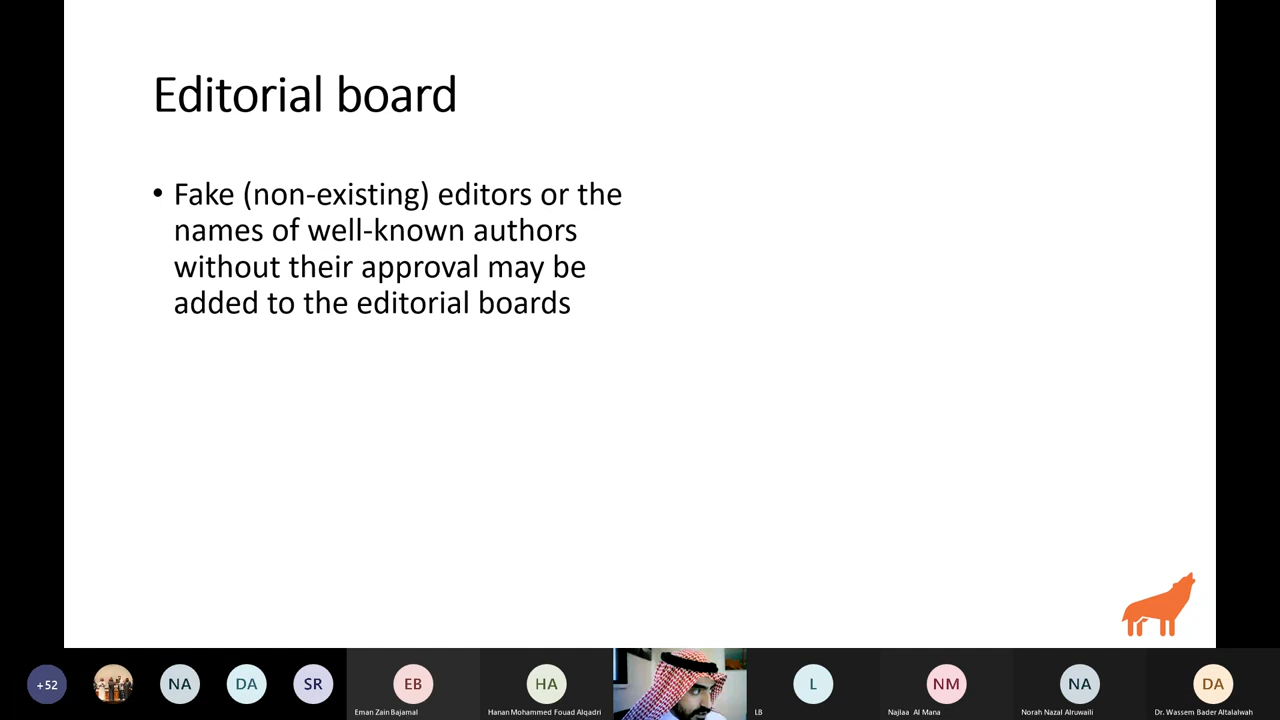 Editorial board
• Fake (non-existing) editors or the
names of well-known authors
without their approval may be
added to the editorial boards
+52
NA
DA
SR
EB
HA
L
NM
NA
DA
Eman Zain Bajamal
Hanan Mohammed Fouad Alqadri
LB
Najlaa Al Mana
Norah Nazal Alruwaili
Dr. Wassem Bader Altalalwah